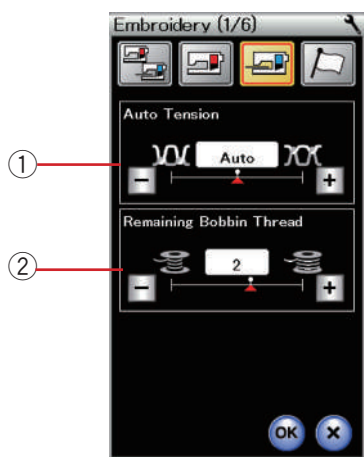 Embroidery (1/6)
Auto Tension
①
Auto
- +
Remaining Bobbin Thread
②
2
- +
OK ×